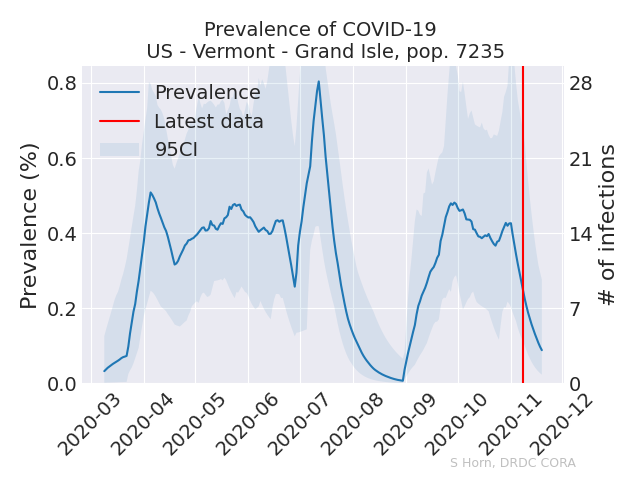 Prevalence of COVID-19
US - Vermont - Grand Isle, pop. 7235
Prevalence
Latest data
95CI
Prevalence (%)
0.8
0.6
0.4
0.2
0.0
# of Infections
28
21
14
7
0
2020-03
2020-04
2020-05
2020-06
2020-07
2020-08
2020-09
2020-10
2020-11
2020-12
S Horn, DRDC CORA